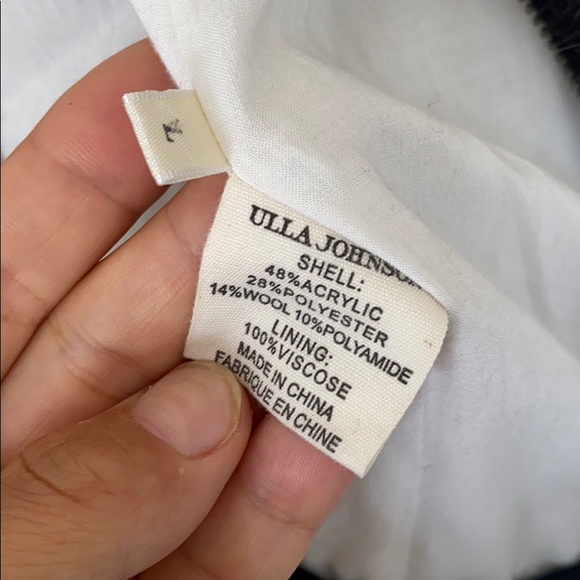 ULLA JOHNSON
SHELL:
48%ACRYLIC
28%POLYESTER
14%WOOL 10%POLYAMIDE
LINING:
100%VISCOSE
MADE IN CHINA
FABRIQUE EN CHINE